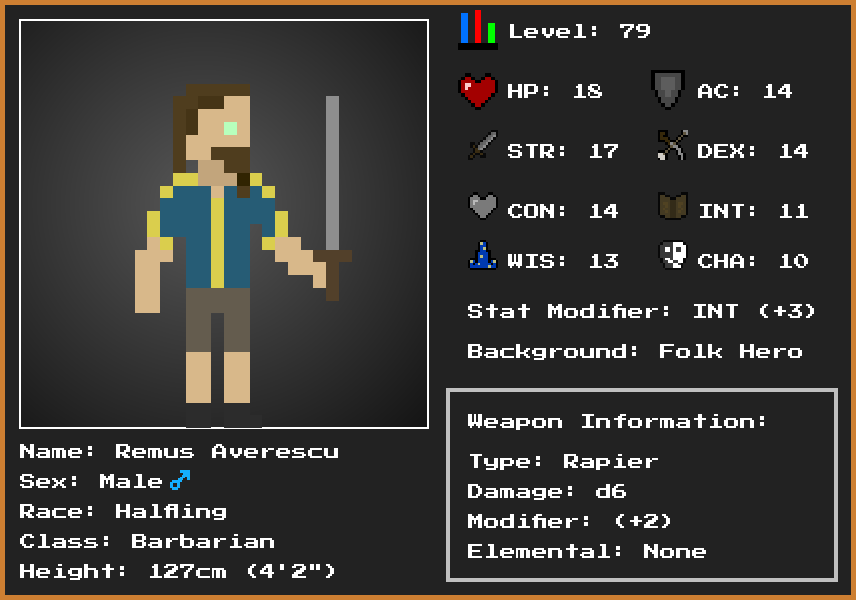 Level: 79
HP: 18 AC: 14
STR: 17 DEX: 14
CON: 14 INT: 11
WIS: 13 CHA: 10
Stat Modifier: INT (+3)
Background: Folk Hero
Weapon Information:
Type: Rapier
Damage: d6
Modifier: (+2)
Elemental: None
Name: Remus Averescu
Sex: Male ♂
Race: Halfling
Class: Barbarian
Height: 127cm (4'2")